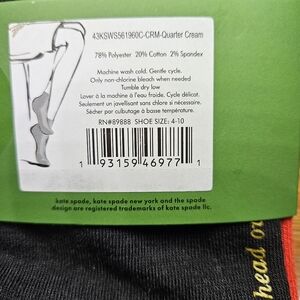 43KSWS561960C-CRM-Quarter Cream
78% Polyester 20% Cotton 2% Spandex
Machine wash cold. Gentle cycle.
Only non-chlorine bleach when needed
Tumble dry low
Laver à la machine à l'eau froide. Cycle délicat.
Seulement un javellisant sans chlore si nécessaire.
Sécher par culbutage à basse température.
RN#89888 SHOE SIZE: 4-10
1 93159 46977 1
kate spade, kate spade new york and the spade
design are registered trademarks of kate spade llc.
head